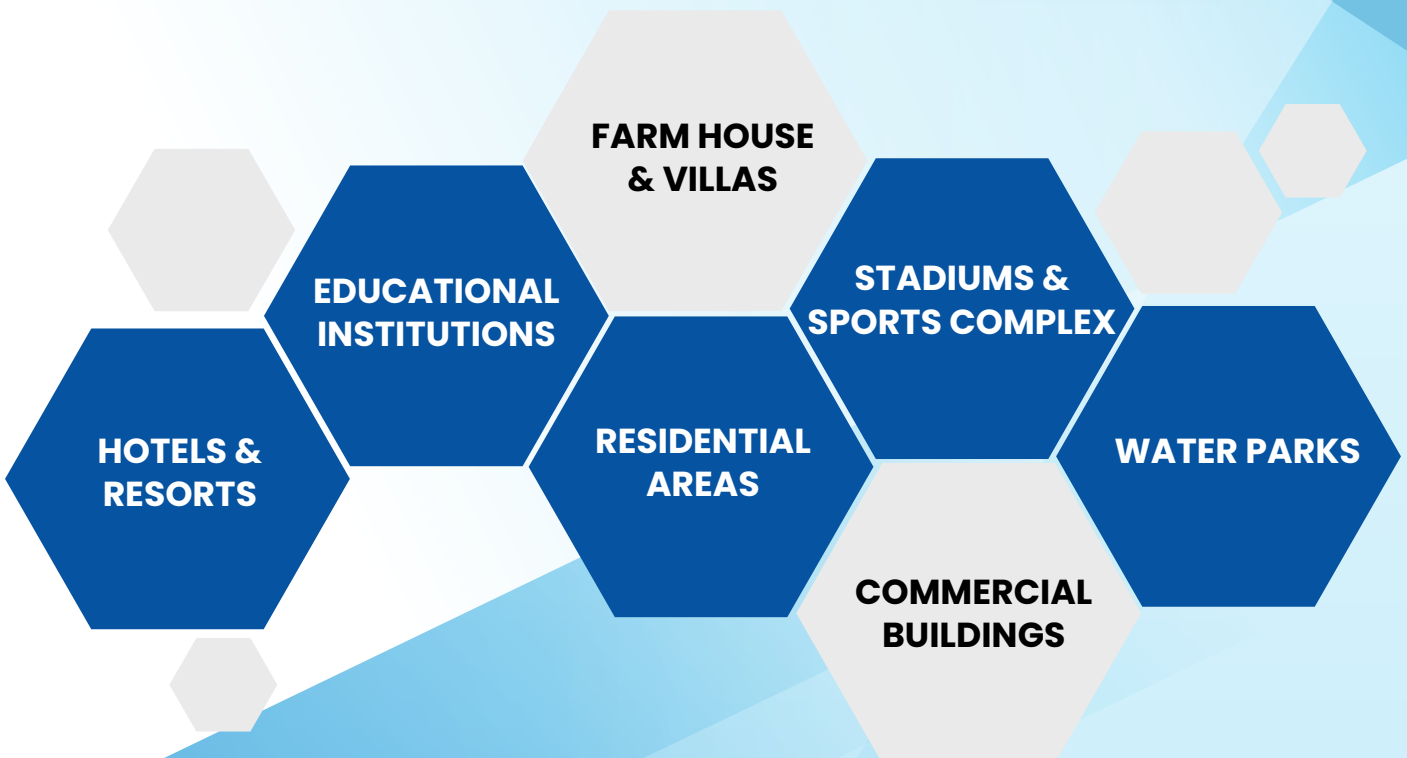 FARM HOUSE
& VILLAS
EDUCATIONAL
INSTITUTIONS
STADIUMS &
SPORTS COMPLEX
HOTELS &
RESORTS
RESIDENTIAL
AREAS
WATER PARKS
COMMERCIAL
BUILDINGS